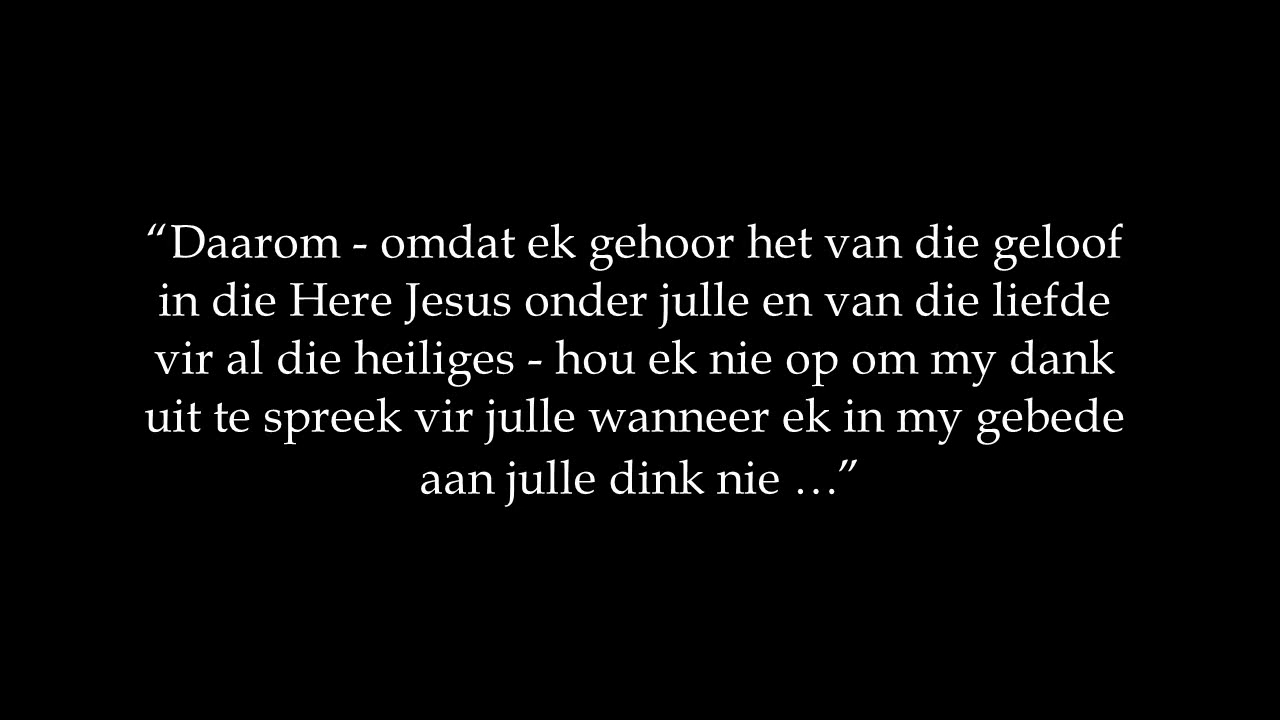 “Daarom - omdat ek gehoor het van die geloof
in die Here Jesus onder julle en van die liefde
vir al die heiliges - hou ek nie op om my dank
uit te spreek vir julle wanneer ek in my gebede
aan julle dink nie …”